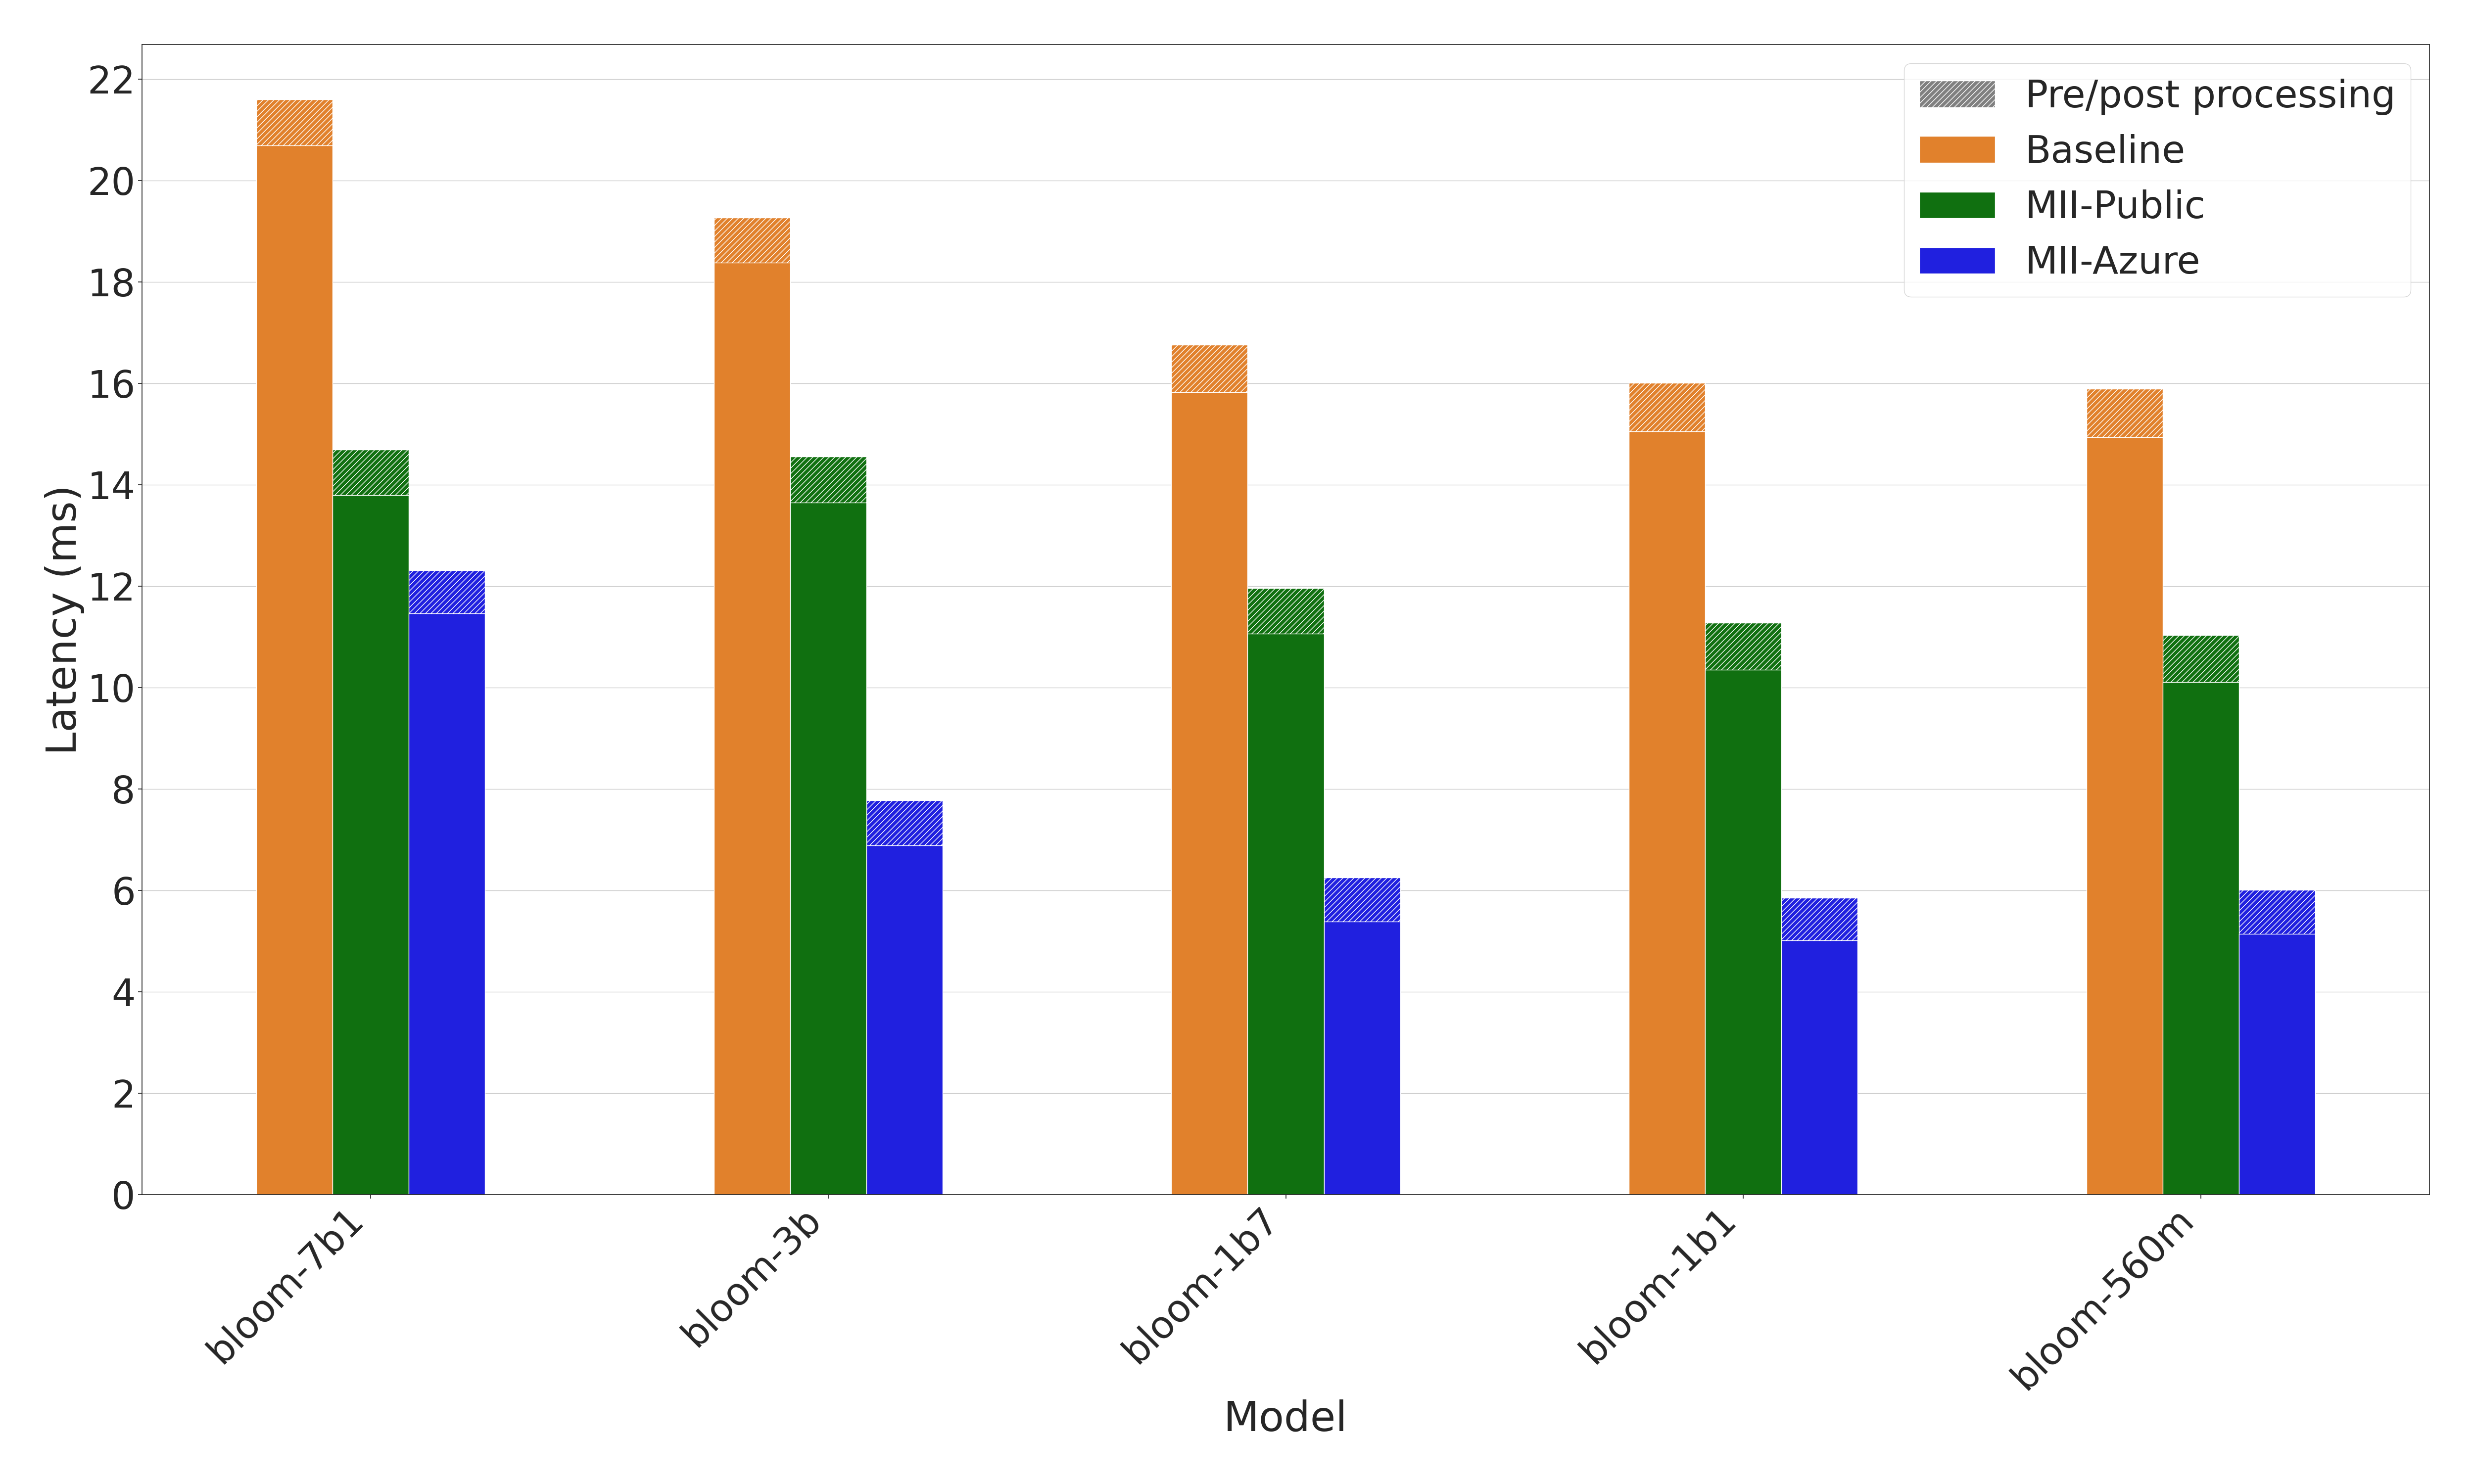 22
20
18
16
14
12
10
8
6
4
2
0
Latency (ms)
Pre/post processing
Baseline
MII-Public
MII-Azure
bloom-7b1
bloom-3b
bloom-1b7
bloom-1b1
bloom-560m
Model